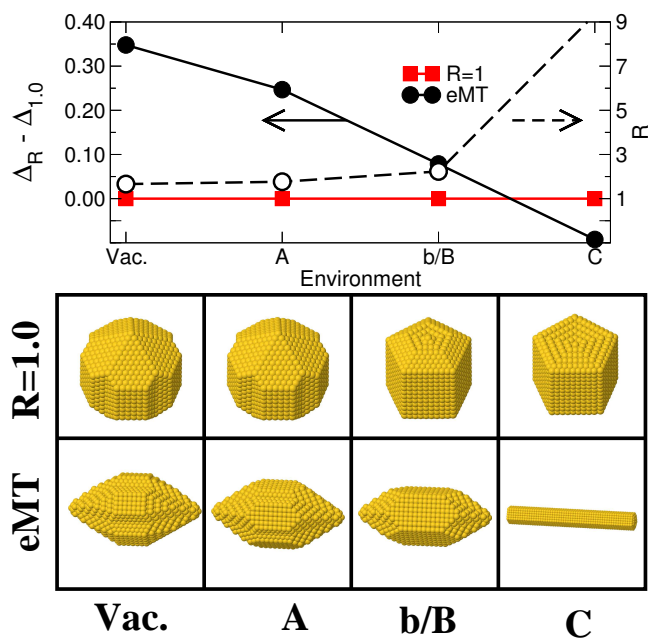 0.40
0.30
0.20
0.10
0.00
Δ_R - Δ_1.0
9
7
5
3
1
R
R=1
eMT
Vac. A b/B C
Environment
R=1.0
eMT
Vac. A b/B C